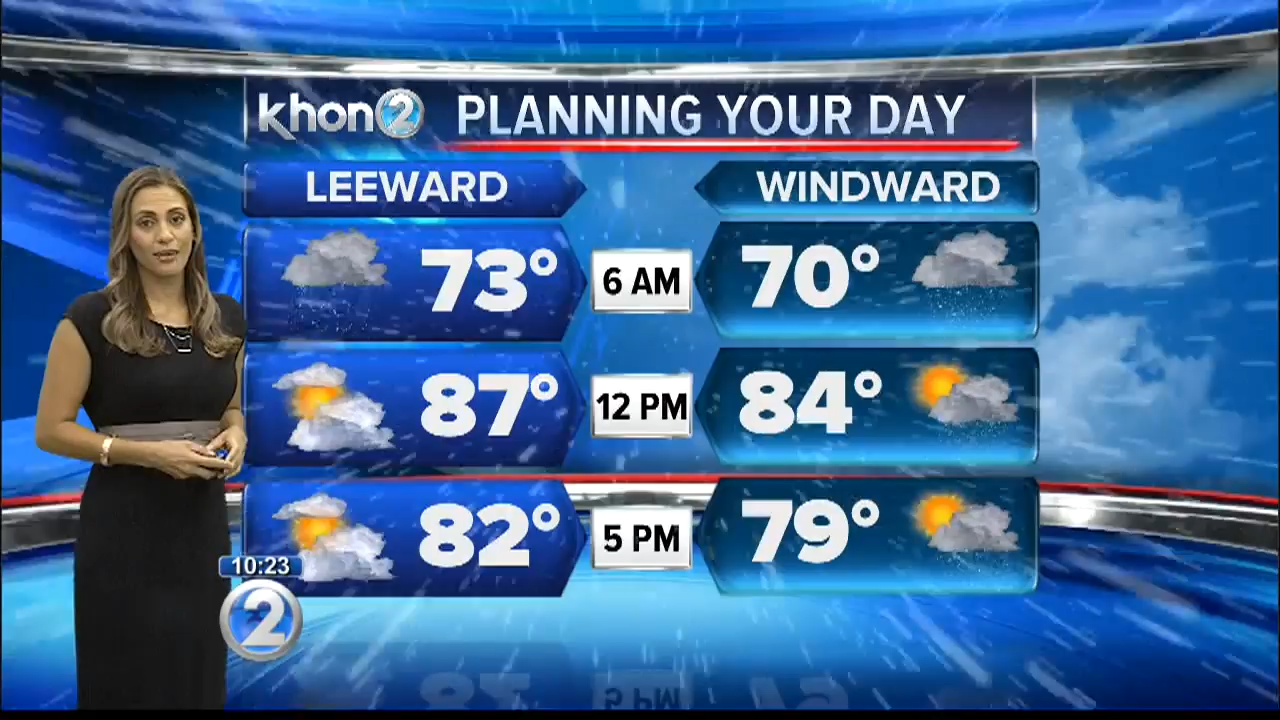 khon2 PLANNING YOUR DAY
LEEWARD WINDWARD
73° 6 AM 70°
87° 12 PM 84°
82° 5 PM 79°
10:23
2